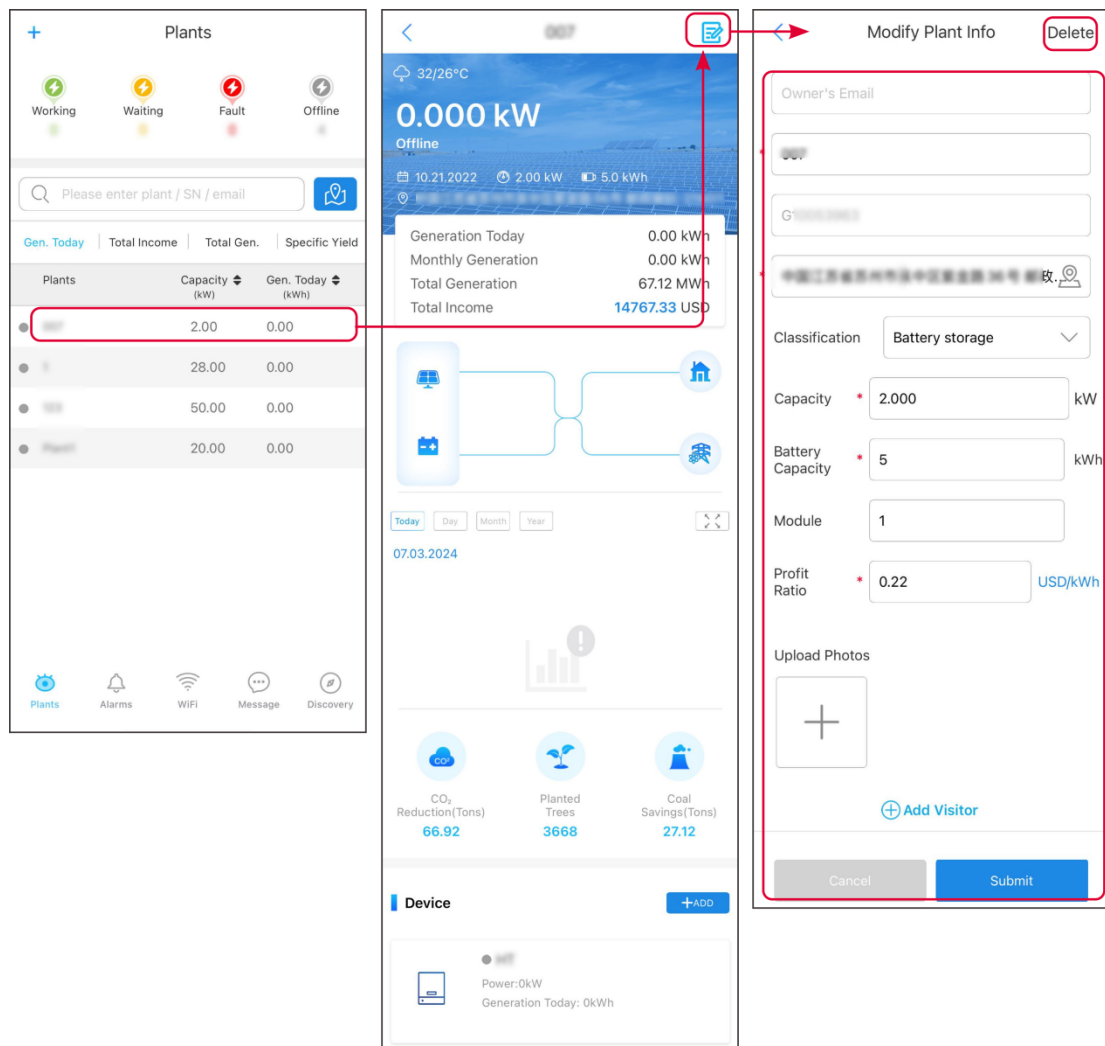 Plants
Working
Waiting
Fault
Offline
Please enter plant / SN / email
Gen. Today
Total Income
Total Gen.
Specific Yield
Plants
Capacity
(kW)
Gen. Today
(kWh)
2.00 0.00
28.00 0.00
50.00 0.00
20.00 0.00
Plants
Alarms
WiFi
Message
Discovery
007
32/26°C
0.000 kW
Offline
10.21.2022 2.00 kW 5.0 kWh
Generation Today 0.00 kWh
Monthly Generation 0.00 kWh
Total Generation 67.12 MWh
Total Income 14767.33 USD
Today Day Month Year
07.03.2024
CO₂
Reduction(Tons)
66.92
Planted
Trees
3668
Coal
Savings(Tons)
27.12
Device
+ADD
Power:0kW
Generation Today: 0kWh
Modify Plant Info
Delete
Owner's Email
007
Classification Battery storage
Capacity * 2.000 kW
Battery
Capacity * 5 kWh
Module 1
Profit
Ratio * 0.22 USD/kWh
Upload Photos
Add Visitor
Cancel
Submit